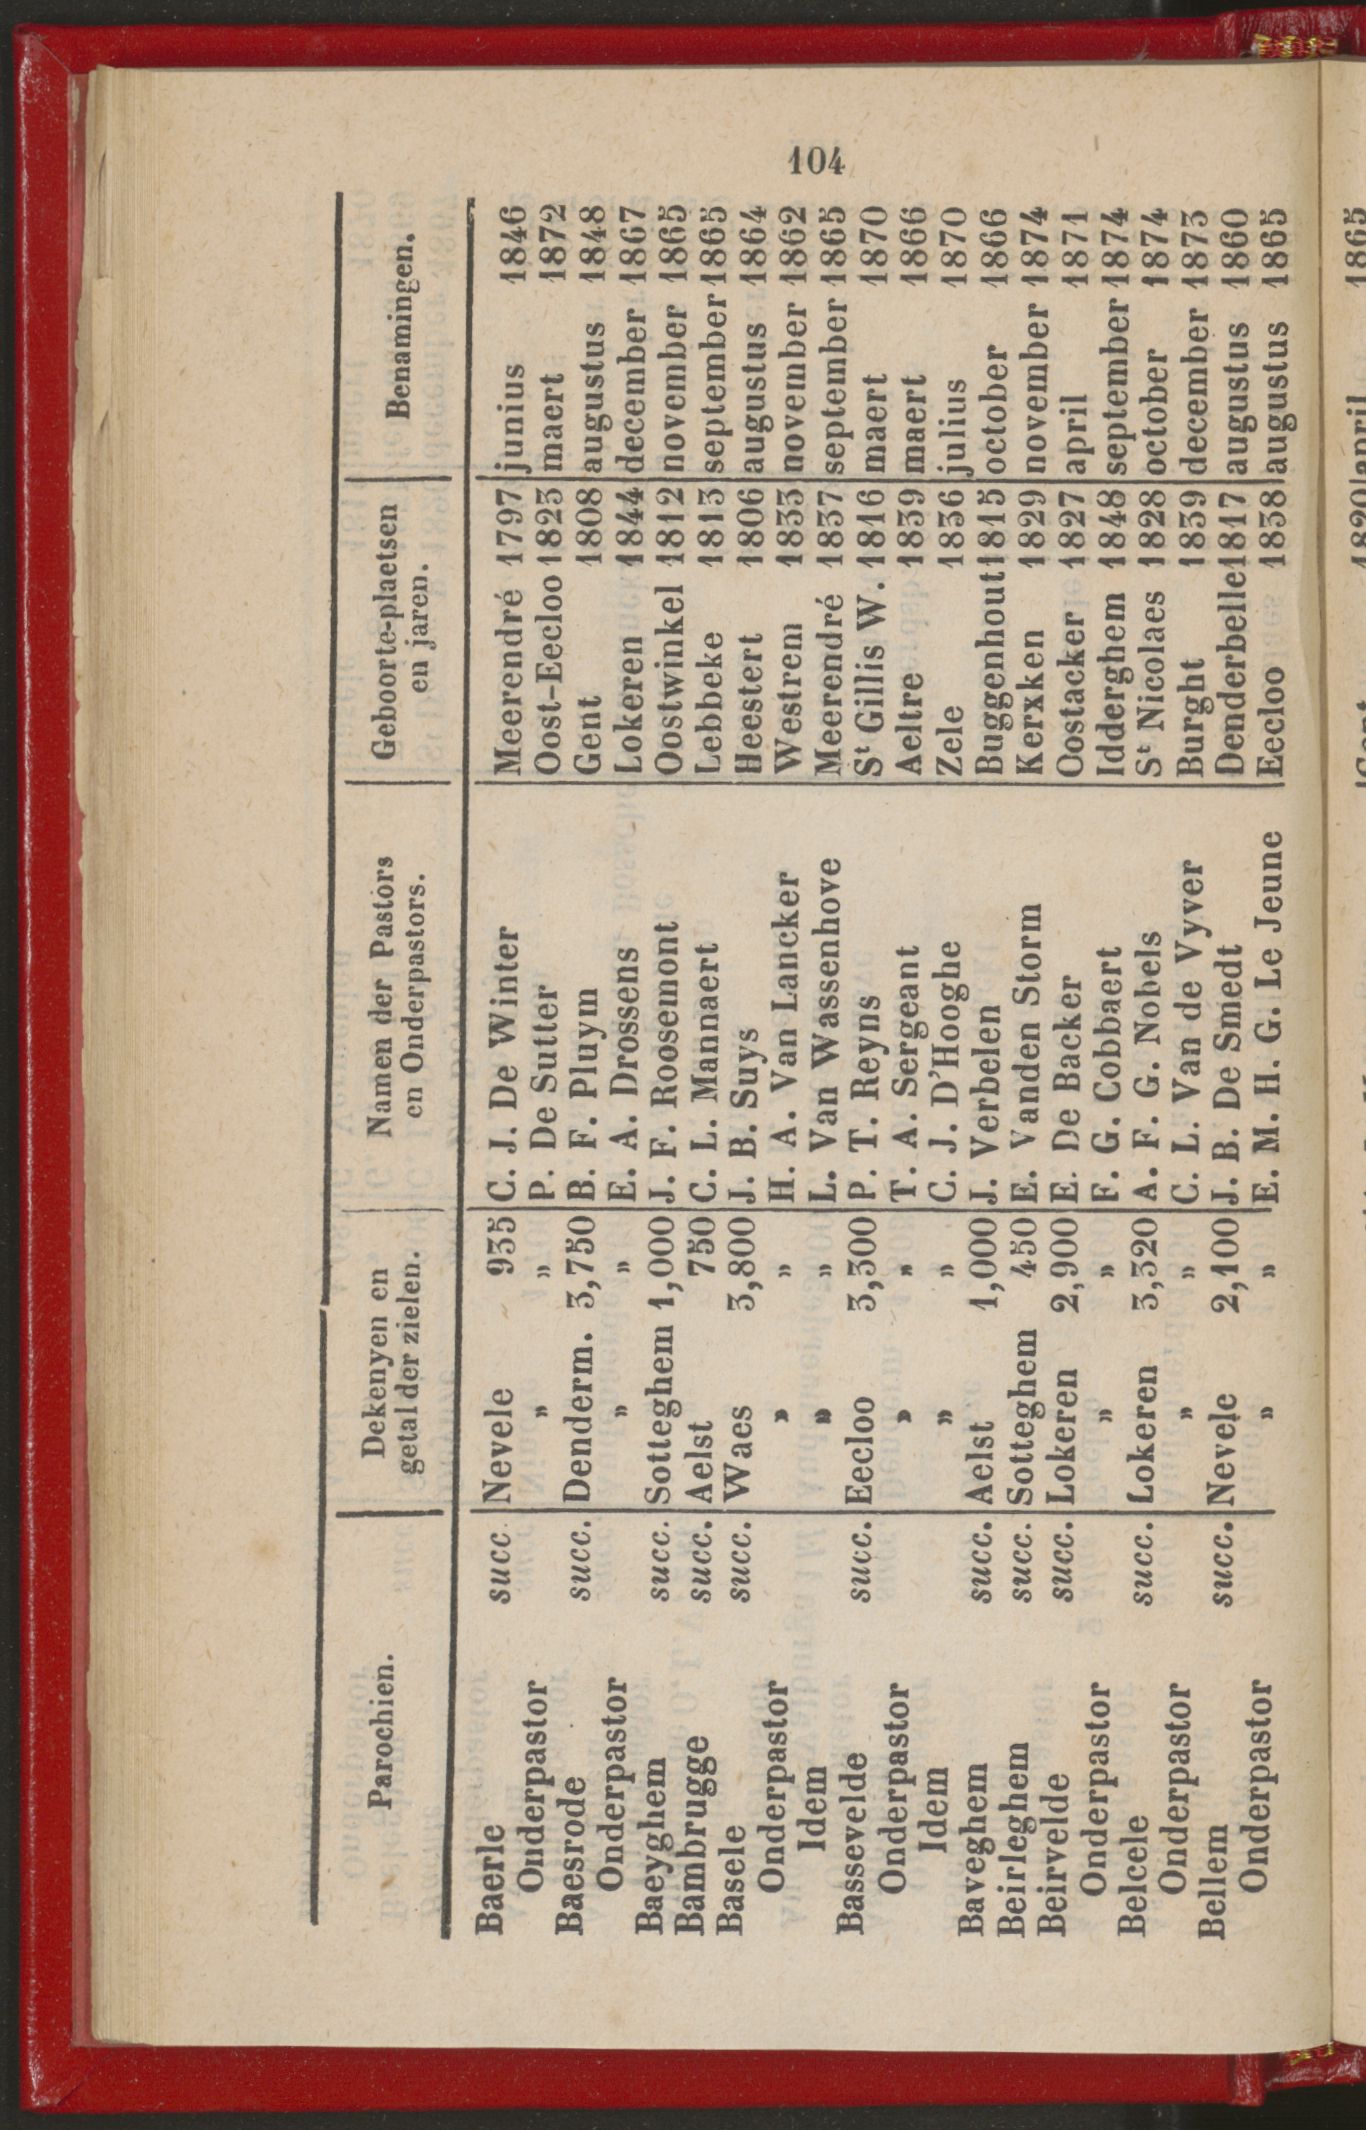 104
Parochien. Dekenyen en getal der zielen. Namen der Pastors en Onderpastors. Geboorte-plaetsen en jaren. Benamingen.
Baerle succ. Nevele 935 C. J. De Winter Meerendré 1797 junius 1846
Onderpastor » » P. De Sutter Oost-Eecloo 1823 maert 1872
Baesrode succ. Denderm. 3,750 B. F. Pluym Gent 1808 augustus 1848
Onderpastor » » E. A. Drossens Lokeren 1844 december 1867
Baeyghem succ. Sotteghem 1,000 J. F. Roosemont Oostwinkel 1812 november 1865
Bambrugge succ. Aelst 750 C. L. Mannaert Lebbeke 1813 september 1865
Basele succ. Waes 3,800 J. B. Suys Heestert 1806 augustus 1864
Onderpastor » » H. A. Van Lancker Westrem 1833 november 1862
Idem » » L. Van Wassenhove Meerendré 1837 september 1865
Bassevelde succ. Eecloo 3,300 P. T. Reyns St Gillis W. 1816 maert 1870
Onderpastor » » T. A. Sergeant Aeltre 1839 maert 1866
Idem » » C. J. D'Hooghe Zele 1836 julius 1870
Baveghem succ. Aelst 1,000 J. Verbelen Buggenhout 1815 october 1866
Beirleghem succ. Sotteghem 450 E. Vanden Storm Kerxken 1829 november 1874
Beirvelde succ. Lokeren 2,900 E. De Backer Oostacker 1827 april 1871
Onderpastor » » F. G. Cobbaert Idderghem 1848 september 1874
Belcele succ. Lokeren 3,320 A. F. G. Nobels St Nicolaes 1828 october 1874
Onderpastor » » C. L. Van de Vyver Burght 1839 december 1873
Bellem succ. Nevele 2,100 J. B. De Smedt Denderbelle 1817 augustus 1860
Onderpastor » » E. M. H. G. Le Jeune Eecloo 1838 augustus 1865